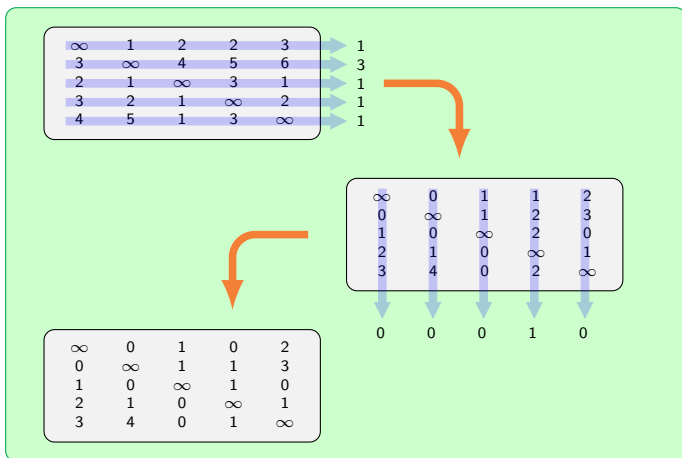 ∞ 1 2 2 3 1
3 ∞ 4 5 6 3
2 1 ∞ 3 1 1
3 2 1 ∞ 2 1
4 5 1 3 ∞ 1
∞ 0 1 1 2
0 ∞ 1 2 3
1 0 ∞ 2 0
2 1 0 ∞ 1
3 4 0 2 ∞
0 0 0 1 0
∞ 0 1 0 2
0 ∞ 1 1 3
1 0 ∞ 1 0
2 1 0 ∞ 1
3 4 0 1 ∞